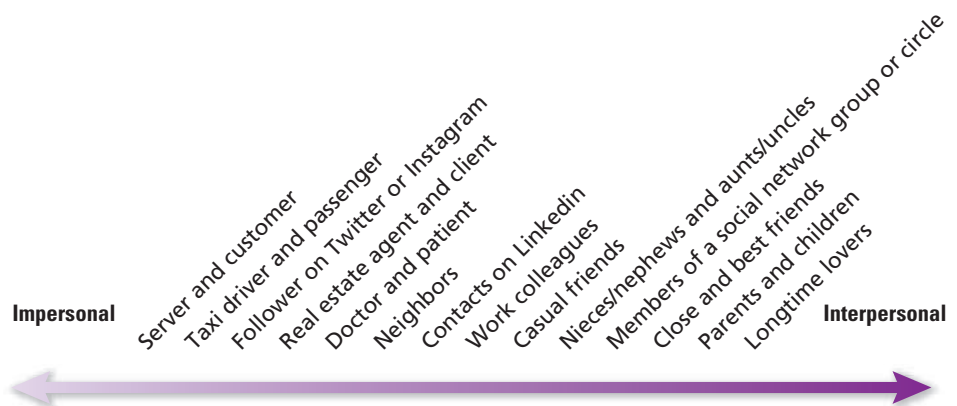 Impersonal
Server and customer
Taxi driver and passenger
Follower on Twitter or Instagram
Real estate agent and client
Doctor and patient
Neighbors
Contacts on Linkedin
Work colleagues
Casual friends
Nieces/nephews and aunts/uncles
Members of a social network group or circle
Close and best friends
Parents and children
Longtime lovers
Interpersonal